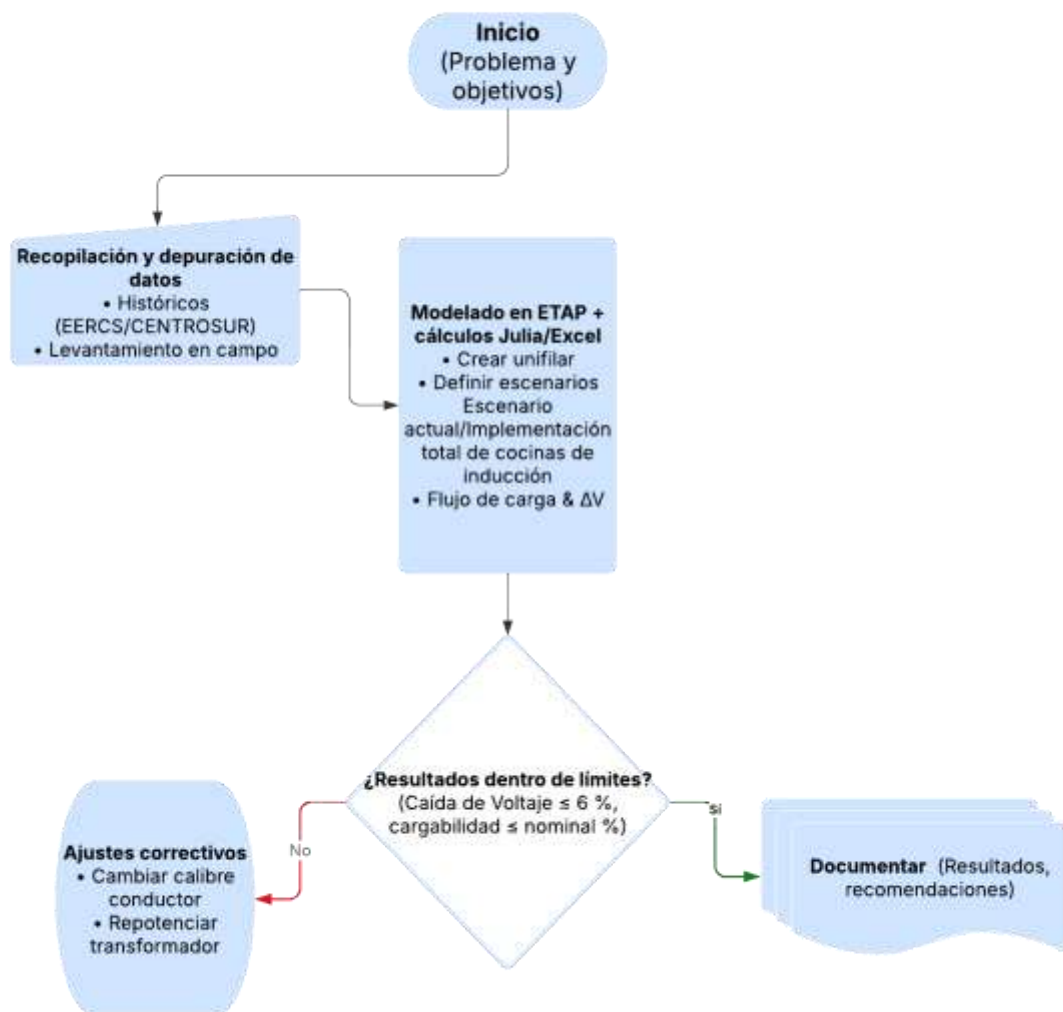 Inicio
(Problema y
objetivos)
Recopilación y depuración de
datos
• Históricos
(EERCS/CENTROSUR)
• Levantamiento en campo
Modelado en ETAP +
cálculos Julia/Excel
• Crear unifilar
• Definir escenarios
Escenario
actual/Implementación
total de cocinas de
inducción
• Flujo de carga & ΔV
¿Resultados dentro de límites?
(Caída de Voltaje ≤ 6 %,
cargabilidad ≤ nominal %)
No
Sí
Ajustes correctivos
• Cambiar calibre
conductor
• Repotenciar
transformador
Documentar (Resultados,
recomendaciones)